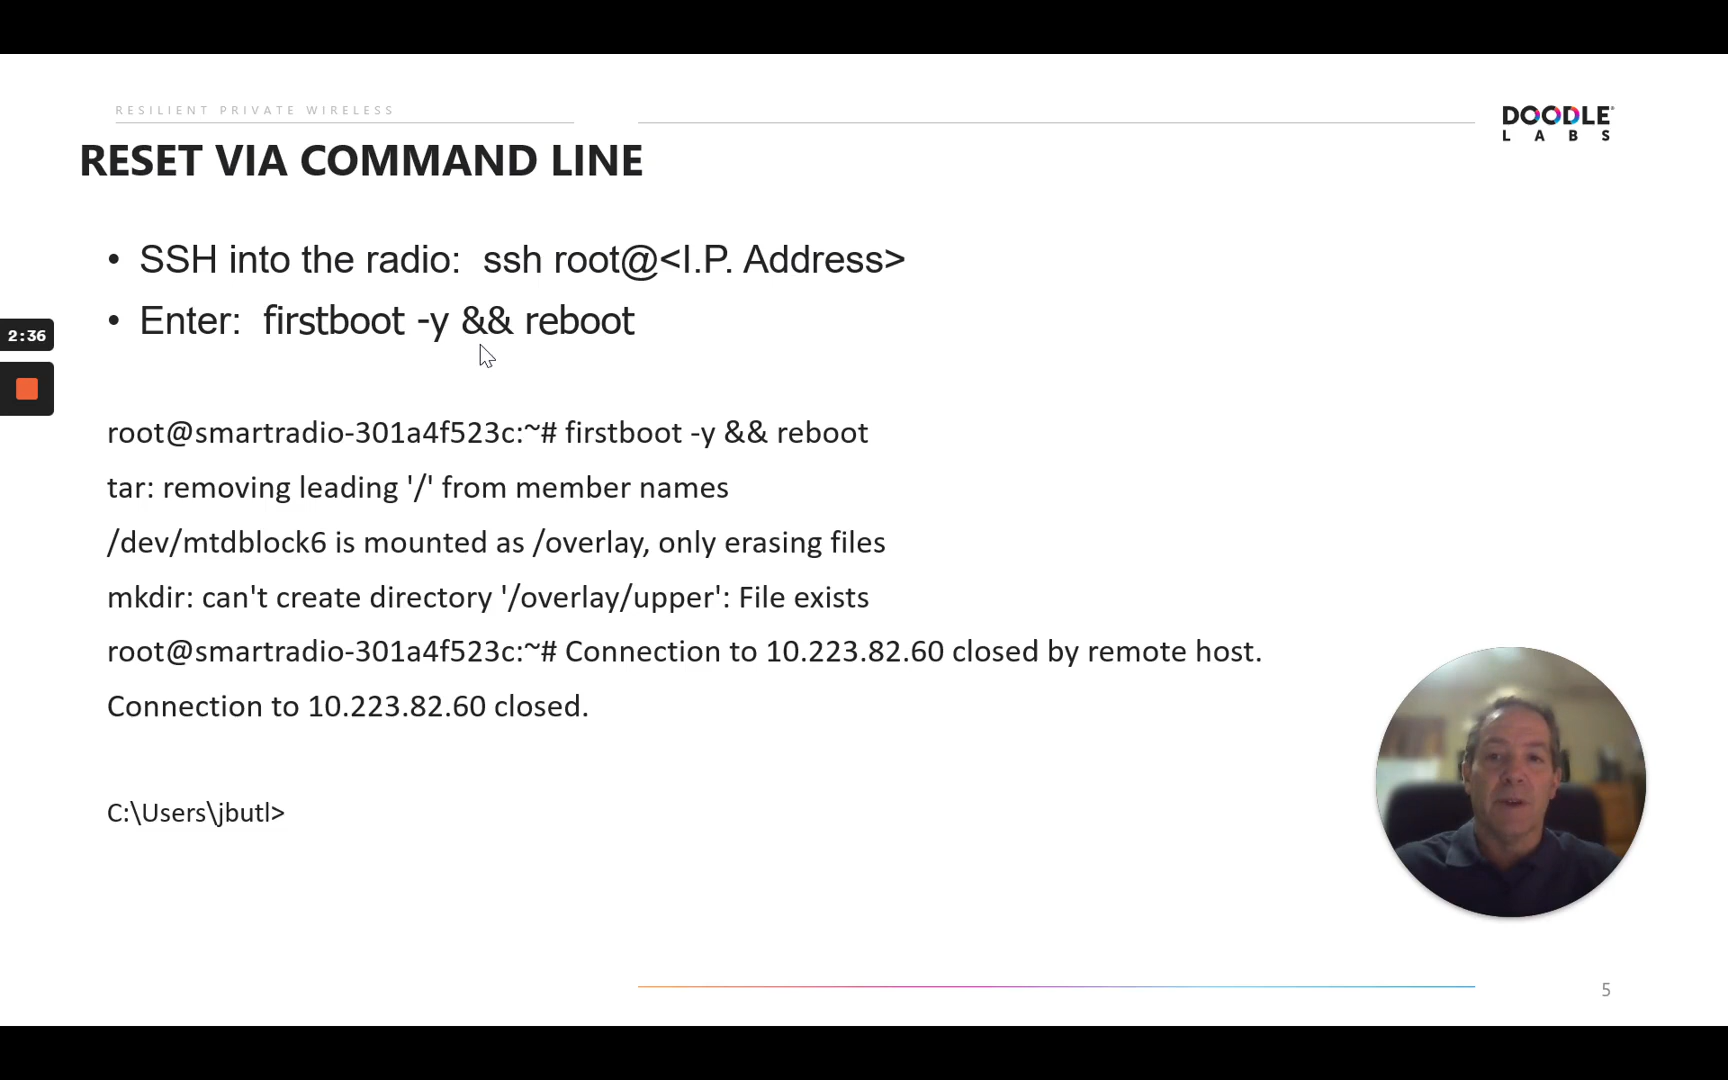 RESILIENT PRIVATE WIRELESS
DOODLE
LABS
RESET VIA COMMAND LINE
• SSH into the radio:  ssh root@<I.P. Address>
• Enter:  firstboot -y && reboot
2:36
root@smartradio-301a4f523c:~# firstboot -y && reboot
tar: removing leading '/' from member names
/dev/mtdblock6 is mounted as /overlay, only erasing files
mkdir: can't create directory '/overlay/upper': File exists
root@smartradio-301a4f523c:~# Connection to 10.223.82.60 closed by remote host.
Connection to 10.223.82.60 closed.
C:\Users\jbutl>
5